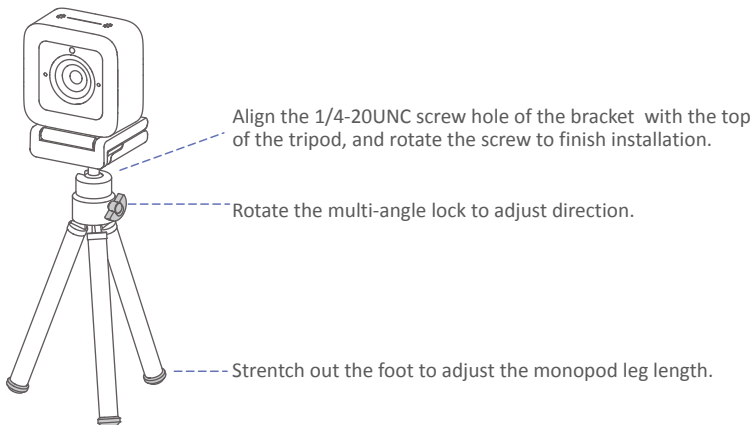 Align the 1/4-20UNC screw hole of the bracket  with the top
of the tripod, and rotate the screw to finish installation.
Rotate the multi-angle lock to adjust direction.
Strentch out the foot to adjust the monopod leg length.